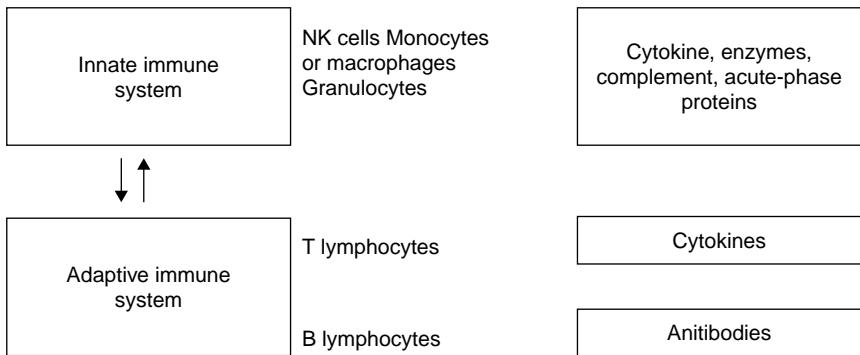 Innate immune
system
NK cells Monocytes
or macrophages
Granulocytes
Cytokine, enzymes,
complement, acute-phase
proteins
Adaptive immune
system
T lymphocytes
Cytokines
B lymphocytes
Anitibodies